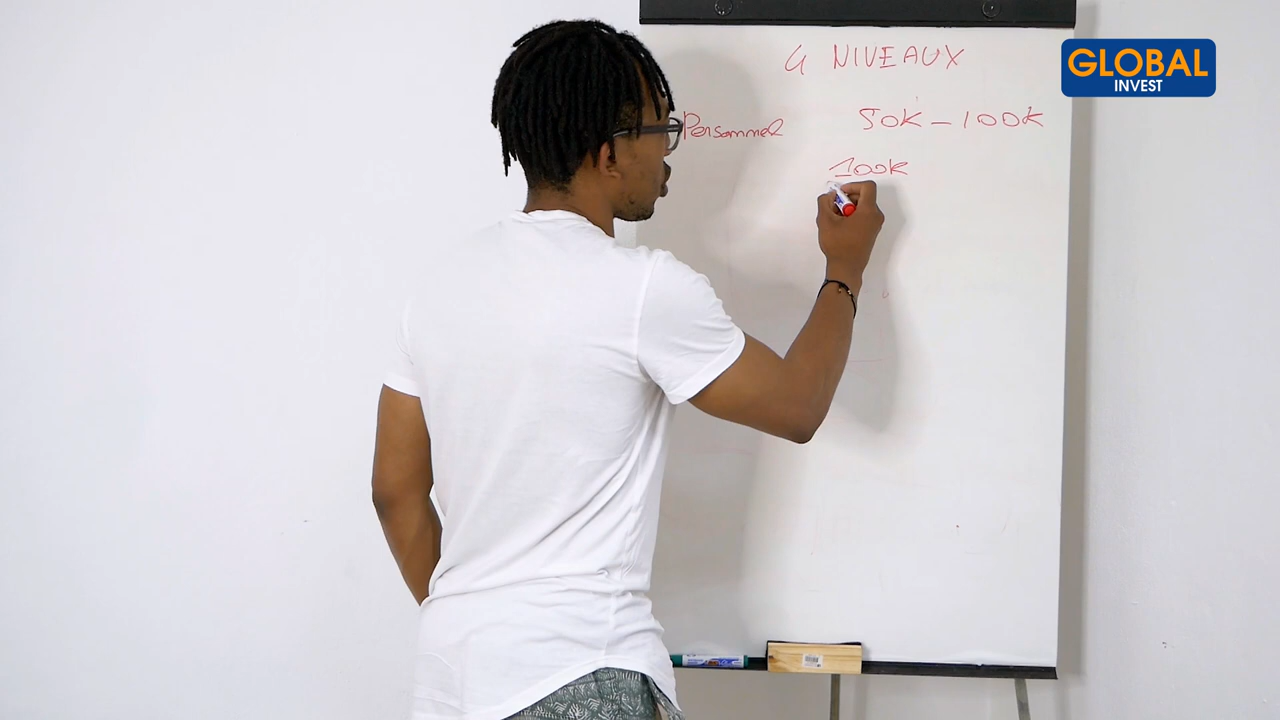 4 NIVEAUX
Personnel 50K - 100K
100K
GLOBAL
INVEST